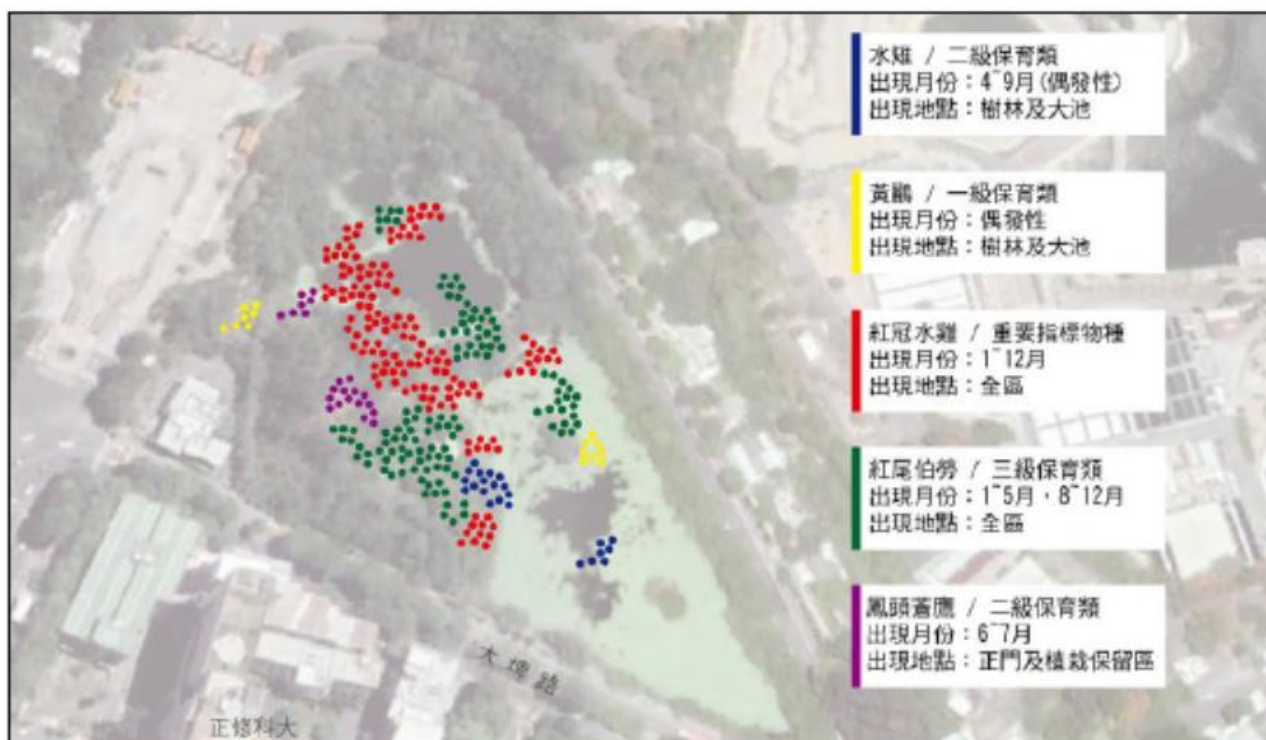 水雉 / 二級保育類
出現月份：4~9月(偶發性)
出現地點：樹林及大池
黃鸝 / 一級保育類
出現月份：偶發性
出現地點：樹林及大池
紅冠水雞 / 重要指標物種
出現月份：1~12月
出現地點：全區
紅尾伯勞 / 三級保育類
出現月份：1~5月，8~12月
出現地點：全區
鳳頭蒼鷹 / 二級保育類
出現月份：6~7月
出現地點：正門及植栽保留區
大埤路
正修科大